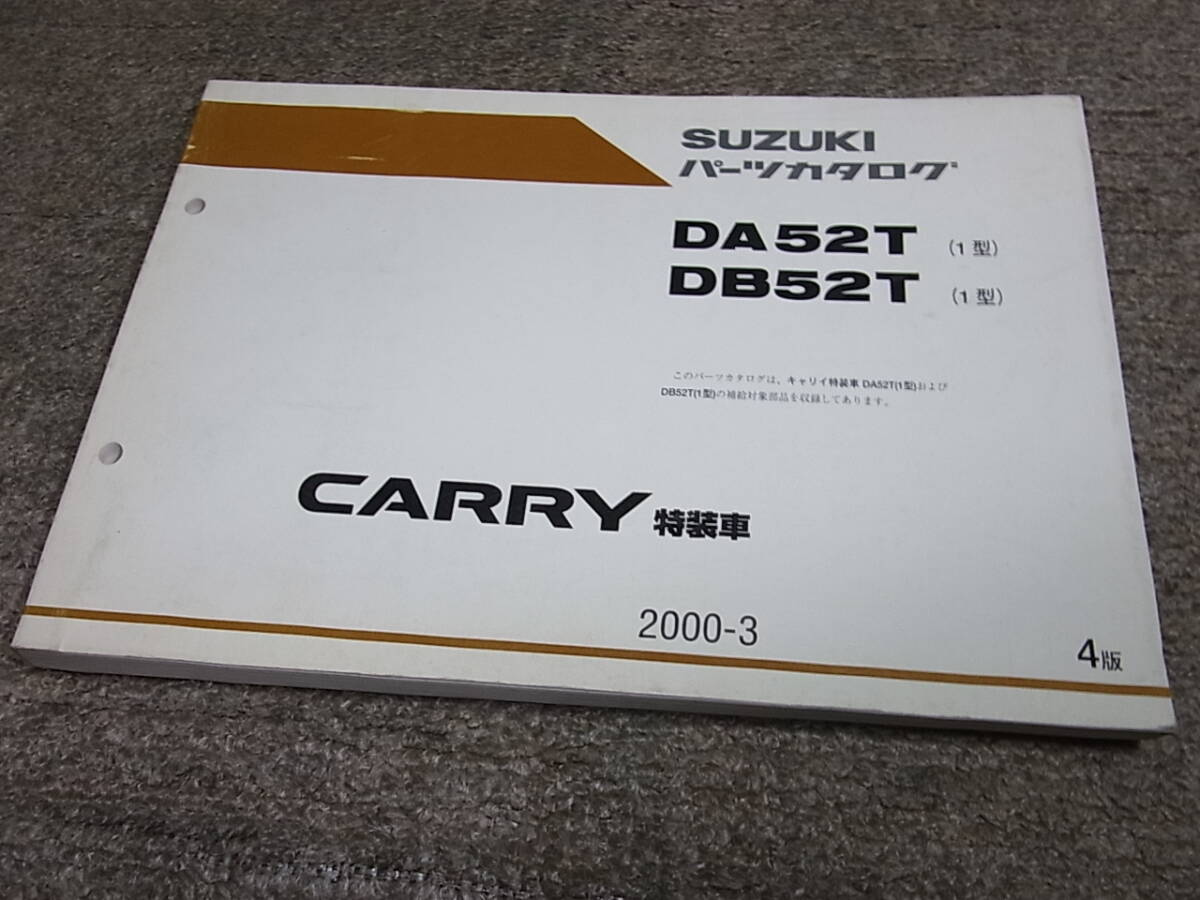 SUZUKI
パーツカタログ
DA52T (1型)
DB52T (1型)
このパーツカタログは、キャリイ特装車 DA52T(1型)および
DB52T(1型)の補給対象部品を収録してあります。
CARRY 特装車
2000-3
4版